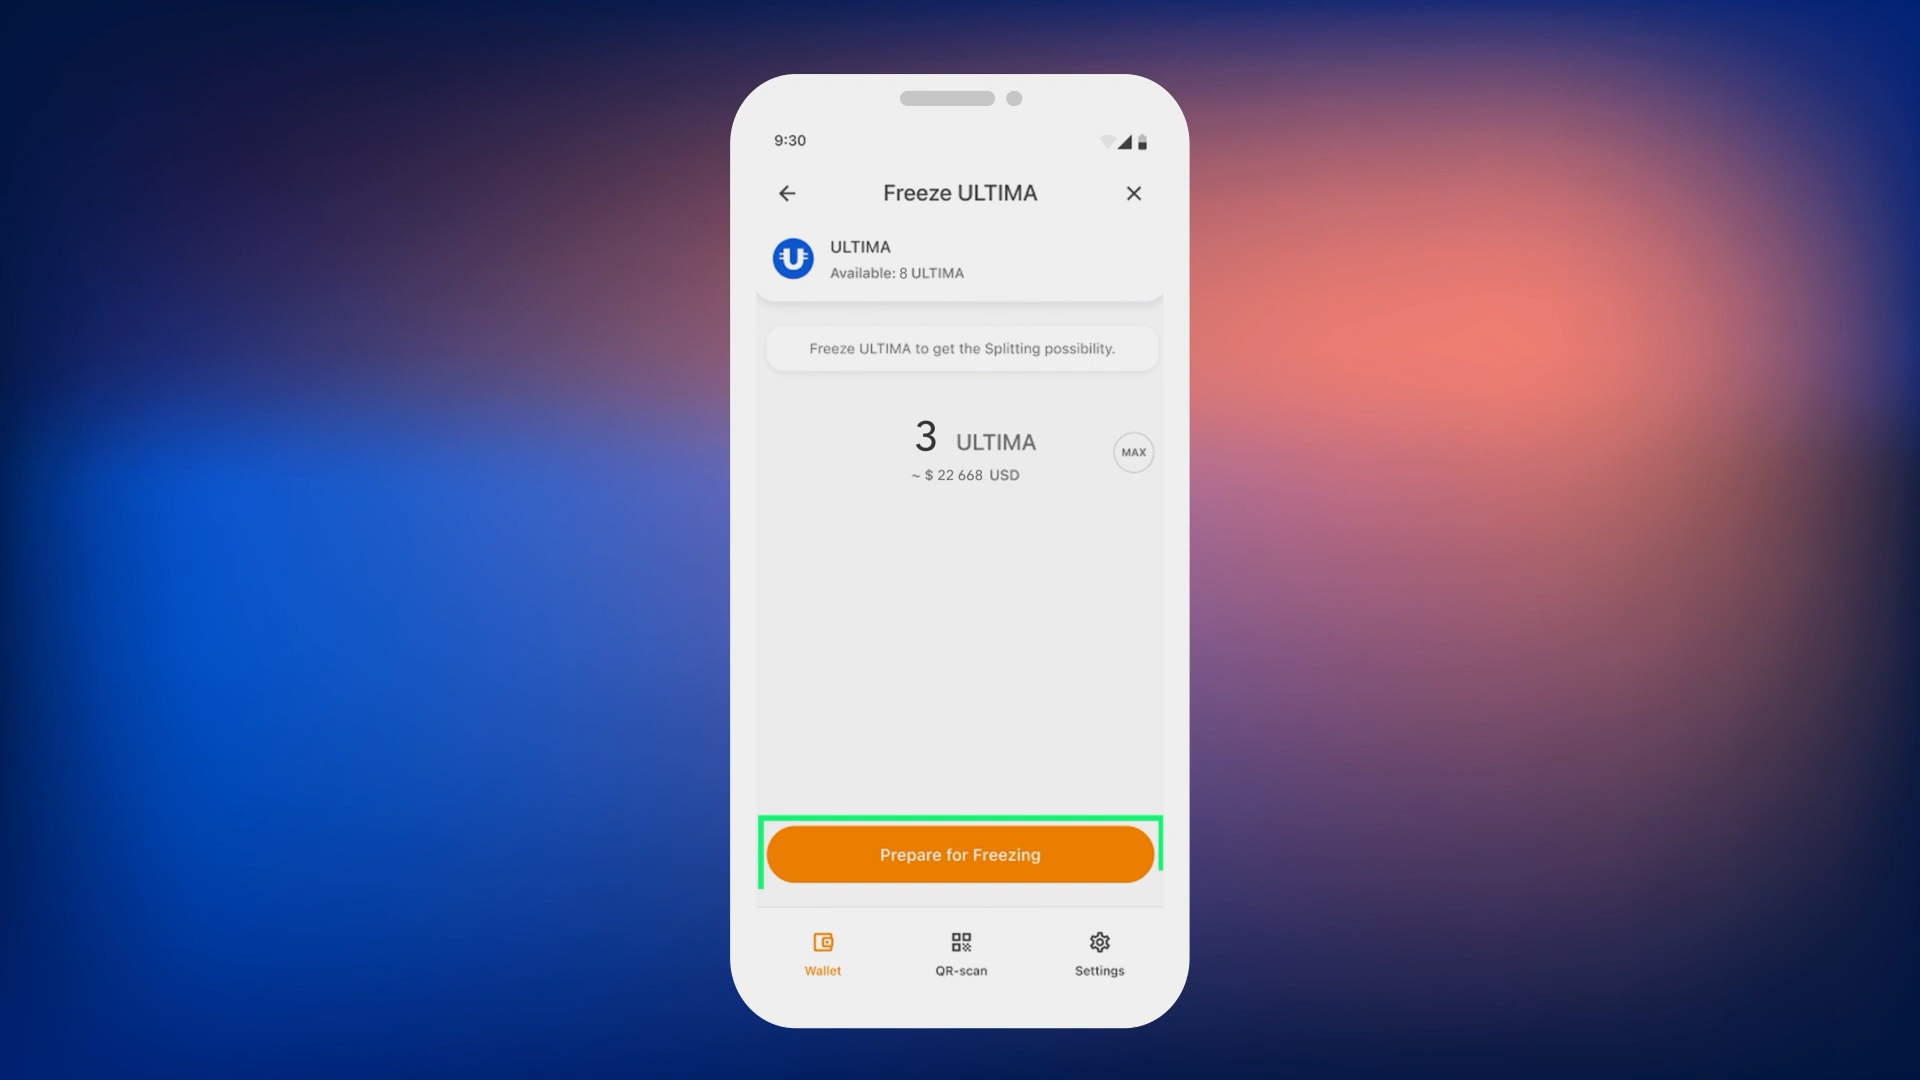 9:30
Freeze ULTIMA
ULTIMA
Available: 8 ULTIMA
Freeze ULTIMA to get the Splitting possibility.
3 ULTIMA
MAX
~ $ 22 668 USD
Prepare for Freezing
Wallet
QR-scan
Settings